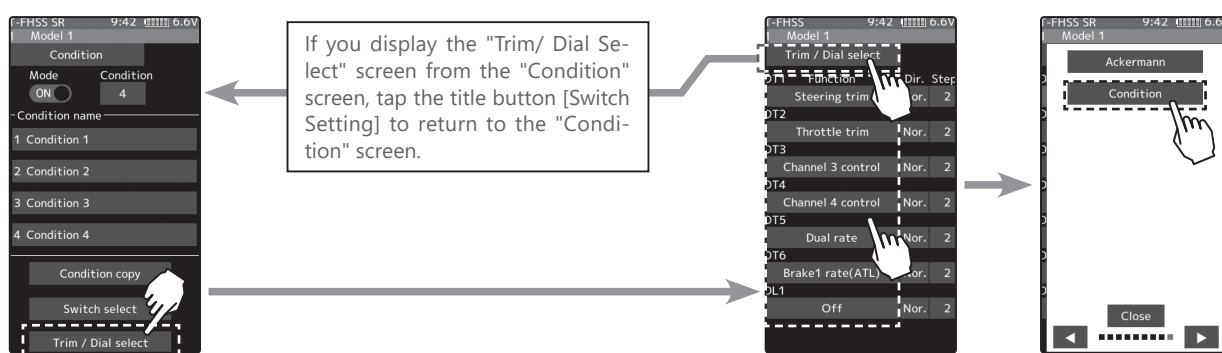 T-FHSS SR 9:42 6.6V
1 Model 1
Condition
Mode Condition
ON 4
Condition name
1 Condition 1
2 Condition 2
3 Condition 3
4 Condition 4
Condition copy
Switch select
Trim / Dial select
If you display the "Trim/ Dial Se-
lect" screen from the "Condition"
screen, tap the title button [Switch
Setting] to return to the "Condi-
tion" screen.
T-FHSS 9:42 6.6V
1 Model 1
Trim / Dial select
DT1 Function Dir. Step
Steering trim Nor. 2
DT2
Throttle trim Nor. 2
DT3
Channel 3 control Nor. 2
DT4
Channel 4 control Nor. 2
DT5
Dual rate Nor. 2
DT6
Brake1 rate(ATL) Nor. 2
DL1
Off Nor. 2
T-FHSS SR 9:42 6.6V
1 Model 1
Ackermann
Condition
Close